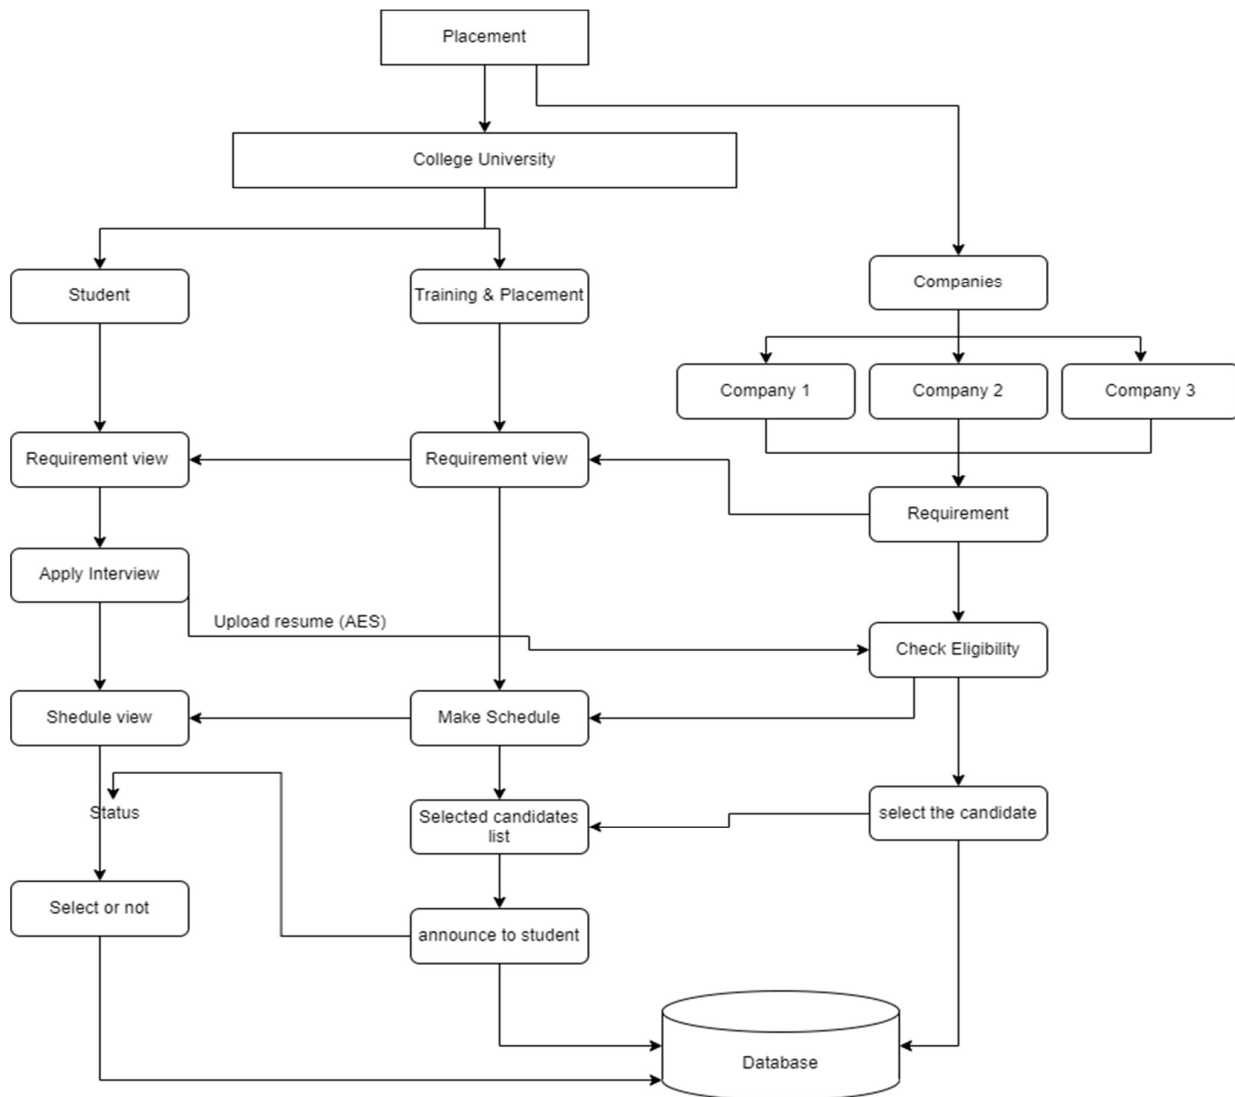 Placement
College University
Student
Training & Placement
Companies
Company 1
Company 2
Company 3
Requirement view
Requirement view
Requirement
Apply Interview
Upload resume (AES)
Check Eligibility
Shedule view
Make Schedule
Status
Selected candidates
list
select the candidate
Select or not
announce to student
Database